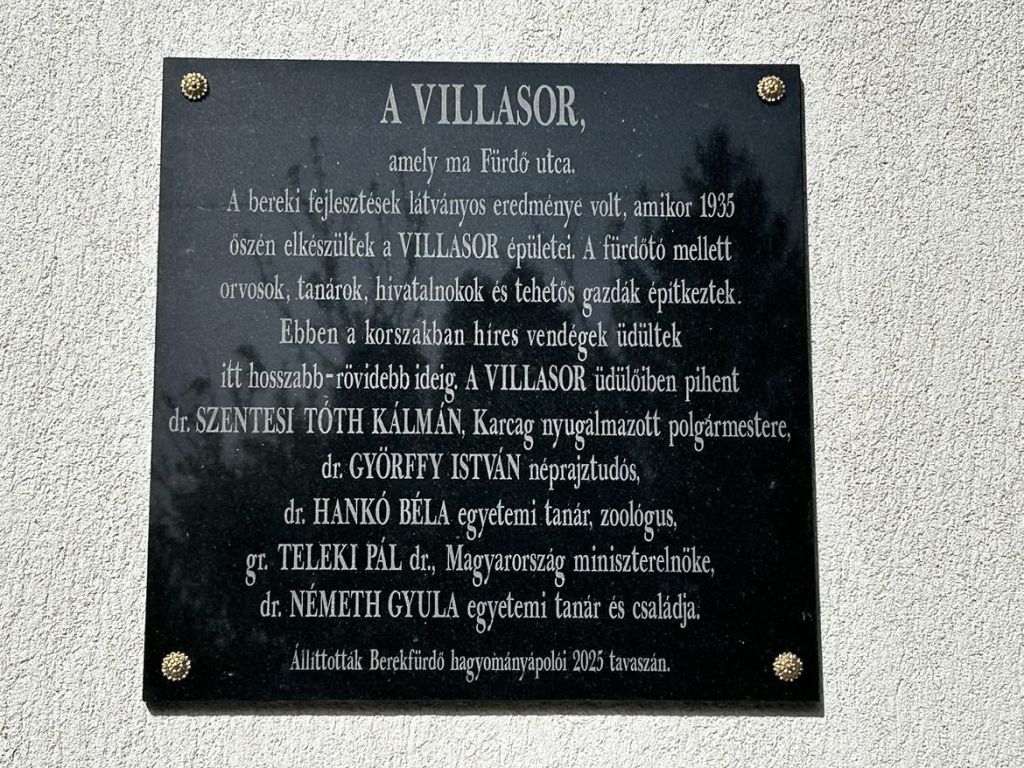 A VILLASOR,
amely ma Fürdő utca.
A bereki fejlesztések látványos eredménye volt, amikor 1935
őszén elkészültek a VILLASOR épületei. A fürdőtó mellett
orvosok, tanárok, hivatalnokok és tehetős gazdák építkeztek.
Ebben a korszakban híres vendégek üdültek
itt hosszabb-rövidebb ideig. A VILLASOR üdülőiben pihent
dr. SZENTESI TÓTH KÁLMÁN, Karcag nyugalmazott polgármestere,
dr. GYÖRFFY ISTVÁN néprajztudós,
dr. HANKÓ BÉLA egyetemi tanár, zoológus,
gr. TELEKI PÁL dr., Magyarország miniszterelnöke,
dr. NÉMETH GYULA egyetemi tanár és családja.
Állíttották Berekfürdő hagyományápolói 2025 tavaszán.